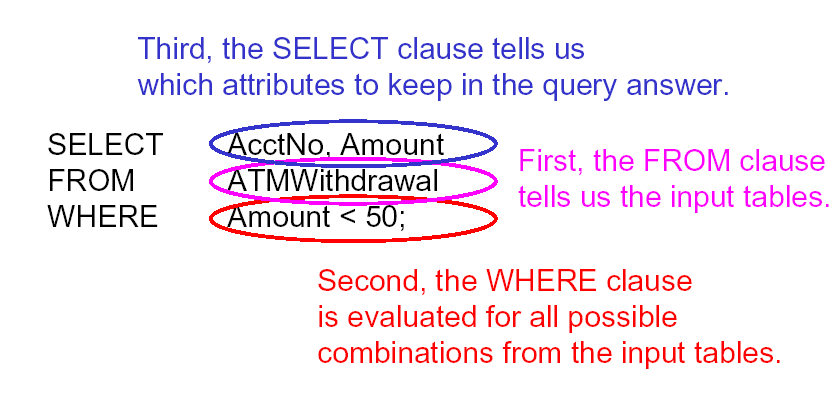 Third, the SELECT clause tells us
which attributes to keep in the query answer.
SELECT AcctNo, Amount
FROM ATMWithdrawal
WHERE Amount < 50;
First, the FROM clause
tells us the input tables.
Second, the WHERE clause
is evaluated for all possible
combinations from the input tables.